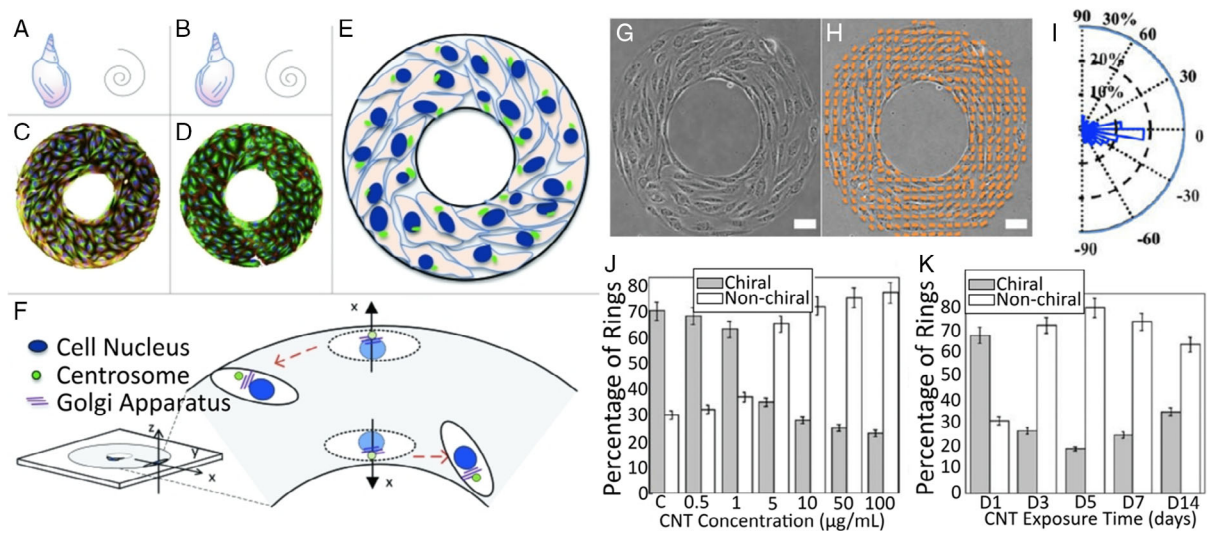 A
B
C
D
E
F
Cell Nucleus
Centrosome
Golgi Apparatus
z
y
x
x
x
G
H
I
90
90
30%
60
20%
30
10%
0
-30
-60
-90
J
Chiral
Non-chiral
Percentage of Rings
80
70
60
50
40
30
20
10
0
C 0.5 1 5 10 50 100
CNT Concentration (µg/mL)
K
Chiral
Non-chiral
Percentage of Rings
80
70
60
50
40
30
20
10
0
D1 D3 D5 D7 D14
CNT Exposure Time (days)